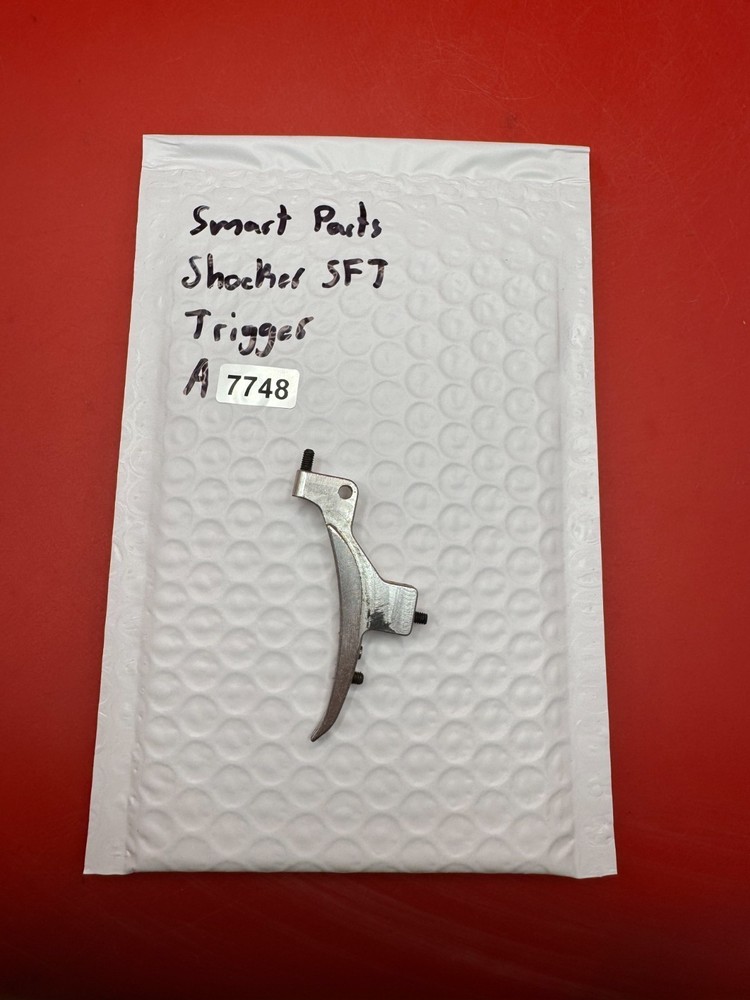 Smart Parts
Shocker SFT
Trigger
A 7748